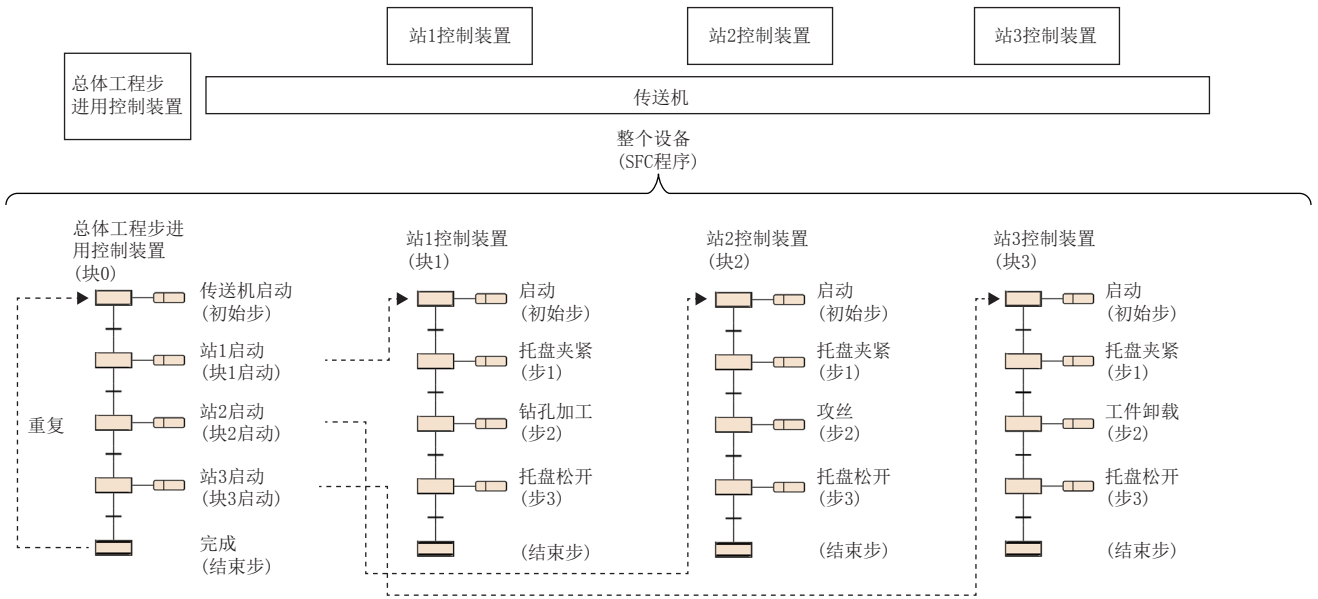 站1控制装置
站2控制装置
站3控制装置
总体工程步
进用控制装置
传送机
整个设备
(SFC程序)
总体工程步进
用控制装置
(块0)
传送机启动
(初始步)
站1启动
(块1启动)
站2启动
(块2启动)
站3启动
(块3启动)
完成
(结束步)
重复
站1控制装置
(块1)
启动
(初始步)
托盘夹紧
(步1)
钻孔加工
(步2)
托盘松开
(步3)
(结束步)
站2控制装置
(块2)
启动
(初始步)
托盘夹紧
(步1)
攻丝
(步2)
托盘松开
(步3)
(结束步)
站3控制装置
(块3)
启动
(初始步)
托盘夹紧
(步1)
工件卸载
(步2)
托盘松开
(步3)
(结束步)